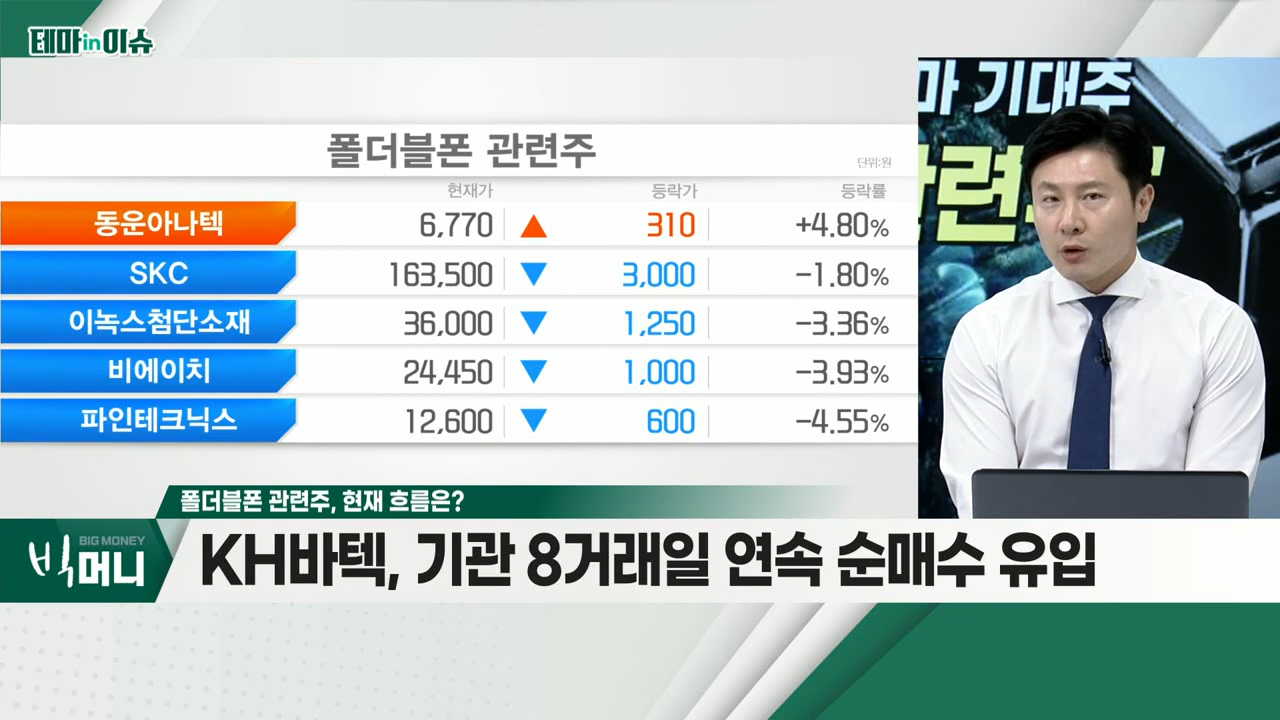 테마in이슈
마 기대주
폴더블폰 관련주
단위:원
현재가 등락가 등락률
동운아나텍 6,770 ▲ 310 +4.80%
SKC 163,500 ▼ 3,000 -1.80%
이녹스첨단소재 36,000 ▼ 1,250 -3.36%
비에이치 24,450 ▼ 1,000 -3.93%
파인테크닉스 12,600 ▼ 600 -4.55%
폴더블폰 관련주, 현재 흐름은?
BIG MONEY
빅머니
KH바텍, 기관 8거래일 연속 순매수 유입